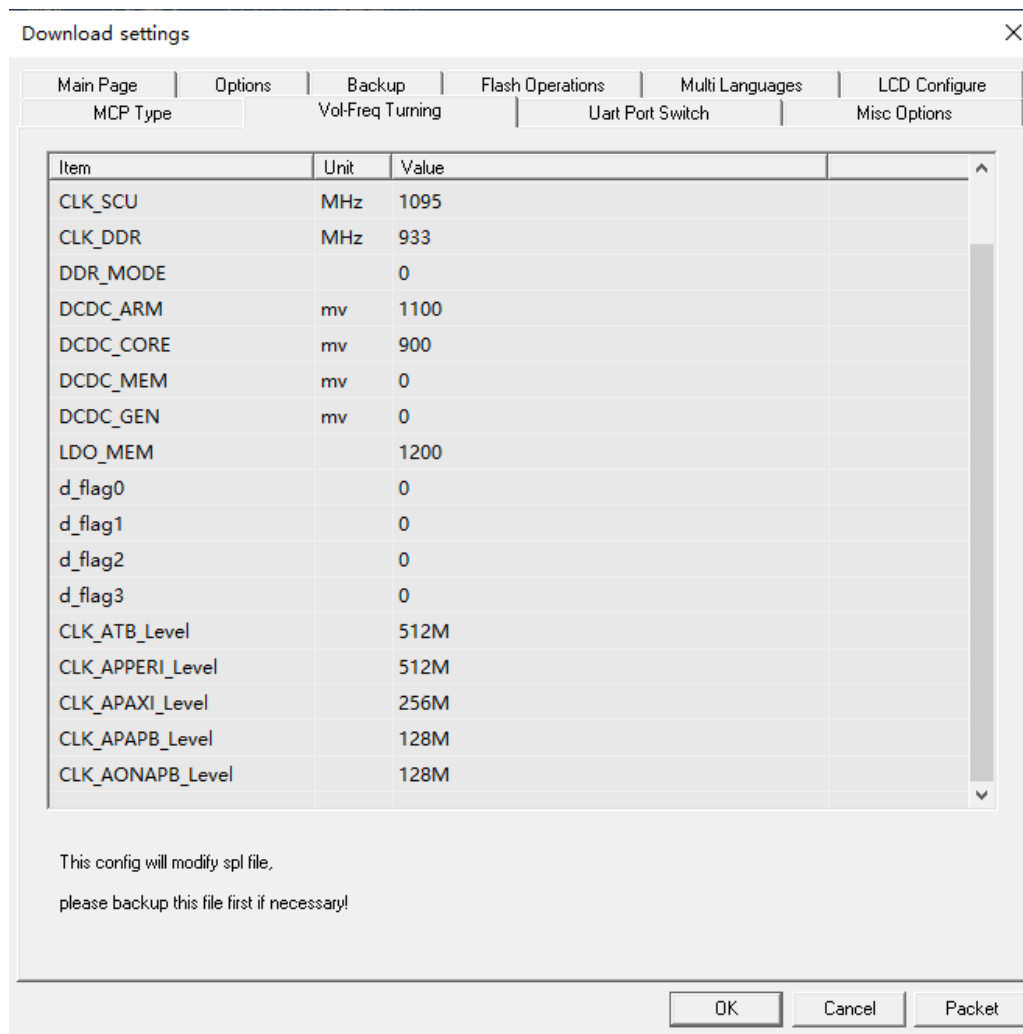 Download settings
Main Page Options Backup Flash Operations Multi Languages LCD Configure
MCP Type Vol-Freq Turning Uart Port Switch Misc Options
Item Unit Value
CLK_SCU MHz 1095
CLK_DDR MHz 933
DDR_MODE 0
DCDC_ARM mv 1100
DCDC_CORE mv 900
DCDC_MEM mv 0
DCDC_GEN mv 0
LDO_MEM 1200
d_flag0 0
d_flag1 0
d_flag2 0
d_flag3 0
CLK_ATB_Level 512M
CLK_APPERI_Level 512M
CLK_APAXI_Level 256M
CLK_APAPB_Level 128M
CLK_AONAPB_Level 128M
This config will modify spl file,
please backup this file first if necessary!
OK Cancel Packet